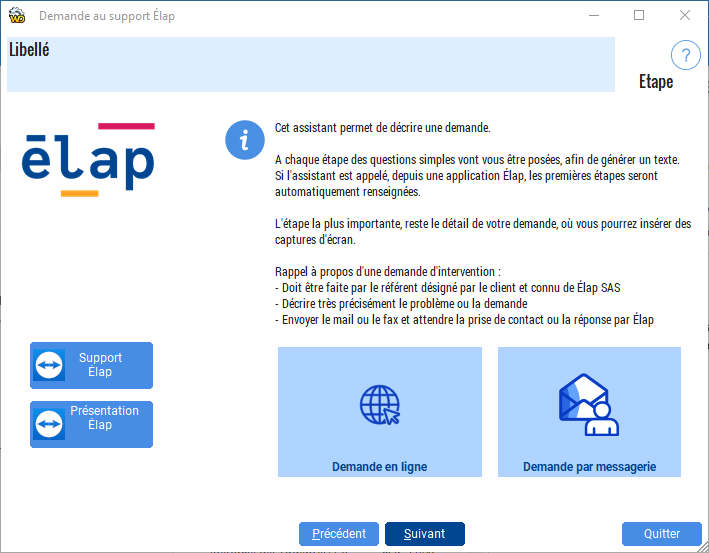 Demande au support Élap
Libellé
?
Etape
ēlap
i
Cet assistant permet de décrire une demande.
A chaque étape des questions simples vont vous être posées, afin de générer un texte.
Si l'assistant est appelé, depuis une application Élap, les premières étapes seront
automatiquement renseignées.
L'étape la plus importante, reste le détail de votre demande, où vous pourrez insérer des
captures d'écran.
Rappel à propos d'une demande d'intervention :
- Doit être faite par le référent désigné par le client et connu de Élap SAS
- Décrire très précisément le problème ou la demande
- Envoyer le mail ou le fax et attendre la prise de contact ou la réponse par Élap
Support
Élap
Présentation
Élap
Demande en ligne
Demande par messagerie
Précédent
Suivant
Quitter